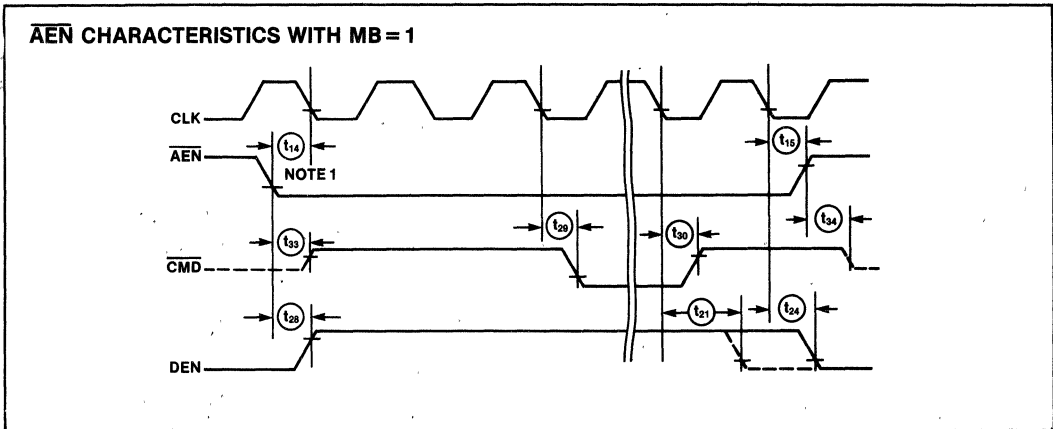 AEN CHARACTERISTICS WITH MB = 1
CLK
t14
t15
AEN
NOTE 1
t29
t30
t34
t33
CMD
t21
t24
t28
DEN